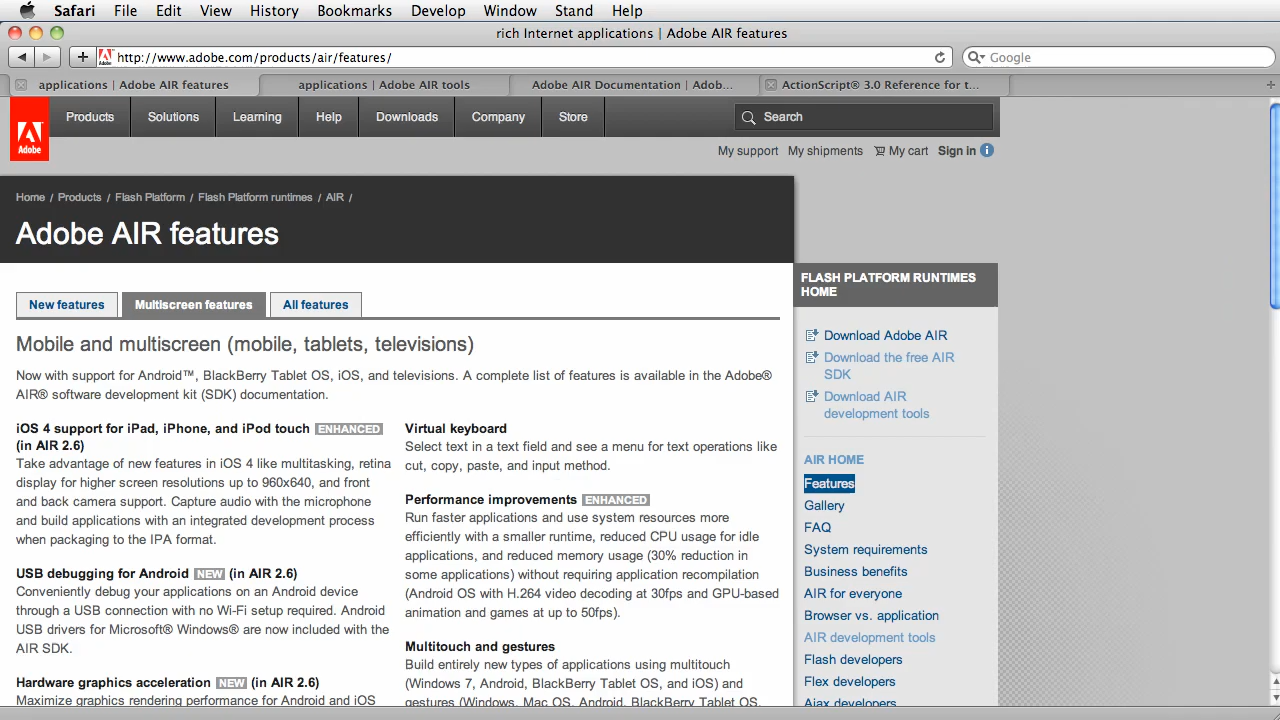 Safari File Edit View History Bookmarks Develop Window Stand Help
rich Internet applications | Adobe AIR features
http://www.adobe.com/products/air/features/
Google
applications | Adobe AIR features
applications | Adobe AIR tools
Adobe AIR Documentation | Adob...
ActionScript® 3.0 Reference for t...
Adobe
Products Solutions Learning Help Downloads Company Store
Search
My support My shipments My cart Sign in
Home / Products / Flash Platform / Flash Platform runtimes / AIR /
Adobe AIR features
New features Multiscreen features All features
Mobile and multiscreen (mobile, tablets, televisions)
Now with support for Android™, BlackBerry Tablet OS, iOS, and televisions. A complete list of features is available in the Adobe®
AIR® software development kit (SDK) documentation.
iOS 4 support for iPad, iPhone, and iPod touch ENHANCED
(in AIR 2.6)
Take advantage of new features in iOS 4 like multitasking, retina
display for higher screen resolutions up to 960x640, and front
and back camera support. Capture audio with the microphone
and build applications with an integrated development process
when packaging to the IPA format.
USB debugging for Android NEW (in AIR 2.6)
Conveniently debug your applications on an Android device
through a USB connection with no Wi-Fi setup required. Android
USB drivers for Microsoft® Windows® are now included with the
AIR SDK.
Hardware graphics acceleration NEW (in AIR 2.6)
Maximize graphics rendering performance for Android and iOS
Virtual keyboard
Select text in a text field and see a menu for text operations like
cut, copy, paste, and input method.
Performance improvements ENHANCED
Run faster applications and use system resources more
efficiently with a smaller runtime, reduced CPU usage for idle
applications, and reduced memory usage (30% reduction in
some applications) without requiring application recompilation
(Android OS with H.264 video decoding at 30fps and GPU-based
animation and games at up to 50fps).
Multitouch and gestures
Build entirely new types of applications using multitouch
(Windows 7, Android, BlackBerry Tablet OS, and iOS) and
gestures (Windows, Mac OS, Android, BlackBerry Tablet OS,
FLASH PLATFORM RUNTIMES
HOME
Download Adobe AIR
Download the free AIR
SDK
Download AIR
development tools
AIR HOME
Features
Gallery
FAQ
System requirements
Business benefits
AIR for everyone
Browser vs. application
AIR development tools
Flash developers
Flex developers
Ajax developers